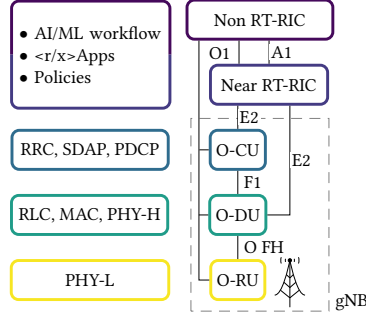 Non RT-RIC
• AI/ML workflow
• <r/x>Apps
• Policies
O1
A1
Near RT-RIC
E2
RRC, SDAP, PDCP
O-CU
E2
F1
RLC, MAC, PHY-H
O-DU
O FH
PHY-L
O-RU
gNB